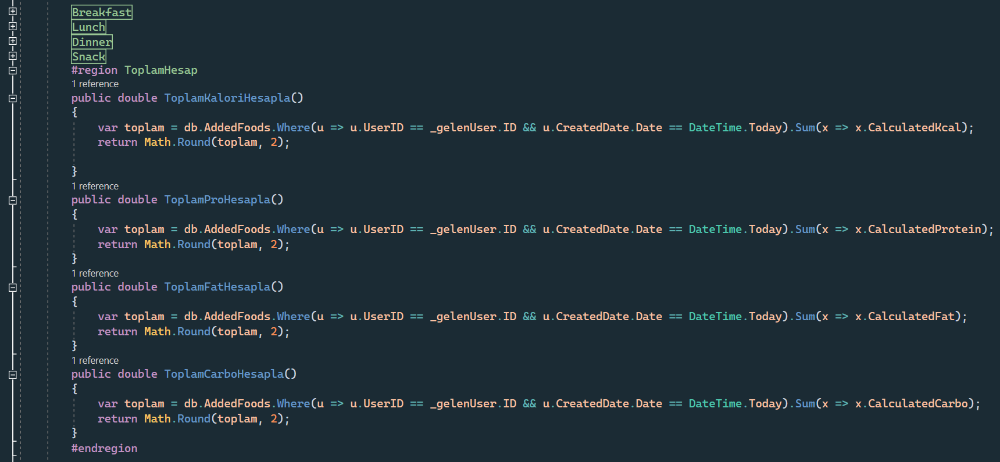 Breakfast
Lunch
Dinner
Snack
#region ToplamHesap
1 reference
public double ToplamKaloriHesapla()
{
var toplam = db.AddedFoods.Where(u => u.UserID == _gelenUser.ID && u.CreatedDate.Date == DateTime.Today).Sum(x => x.CalculatedKcal);
return Math.Round(toplam, 2);
}
1 reference
public double ToplamProHesapla()
{
var toplam = db.AddedFoods.Where(u => u.UserID == _gelenUser.ID && u.CreatedDate.Date == DateTime.Today).Sum(x => x.CalculatedProtein);
return Math.Round(toplam, 2);
}
1 reference
public double ToplamFatHesapla()
{
var toplam = db.AddedFoods.Where(u => u.UserID == _gelenUser.ID && u.CreatedDate.Date == DateTime.Today).Sum(x => x.CalculatedFat);
return Math.Round(toplam, 2);
}
1 reference
public double ToplamCarboHesapla()
{
var toplam = db.AddedFoods.Where(u => u.UserID == _gelenUser.ID && u.CreatedDate.Date == DateTime.Today).Sum(x => x.CalculatedCarbo);
return Math.Round(toplam, 2);
}
#endregion